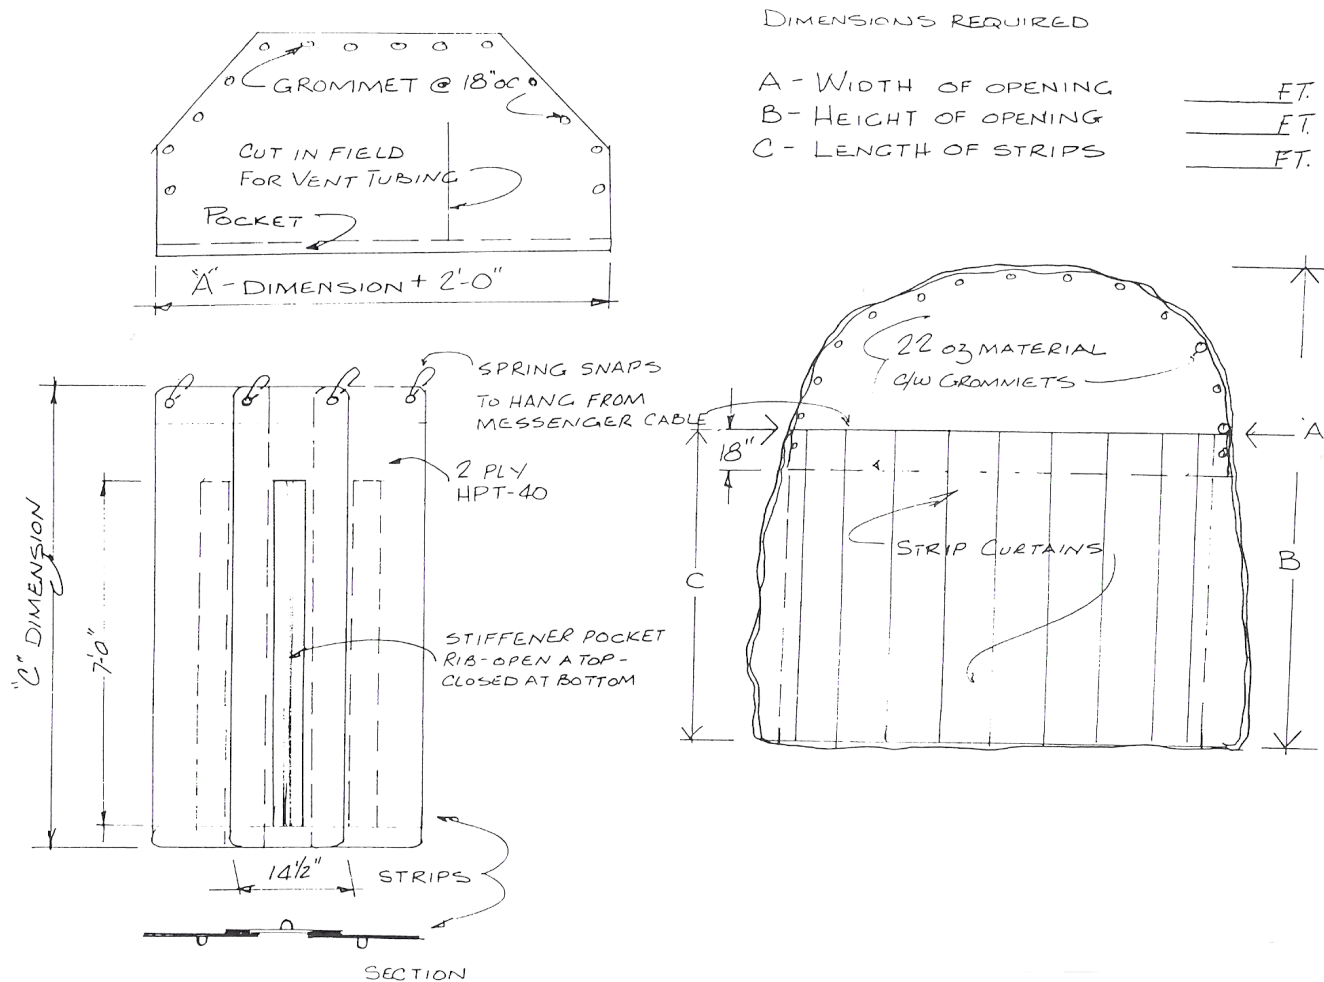 DIMENSIONS REQUIRED
A - WIDTH OF OPENING ____ FT.
B - HEIGHT OF OPENING ____ FT.
C - LENGTH OF STRIPS ____ FT.
GROMMET @ 18"OC
CUT IN FIELD
FOR VENT TUBING
POCKET
"A" - DIMENSION + 2'-0"
SPRING SNAPS
TO HANG FROM
MESSENGER CABLE
2 PLY
HPT-40
"C" DIMENSION
7'-0"
STIFFENER POCKET
RIB-OPEN A TOP -
CLOSED AT BOTTOM
14½"
STRIPS
SECTION
22 oz MATERIAL
C/W GROMMETS
18"
A
STRIP CURTAINS
C
B